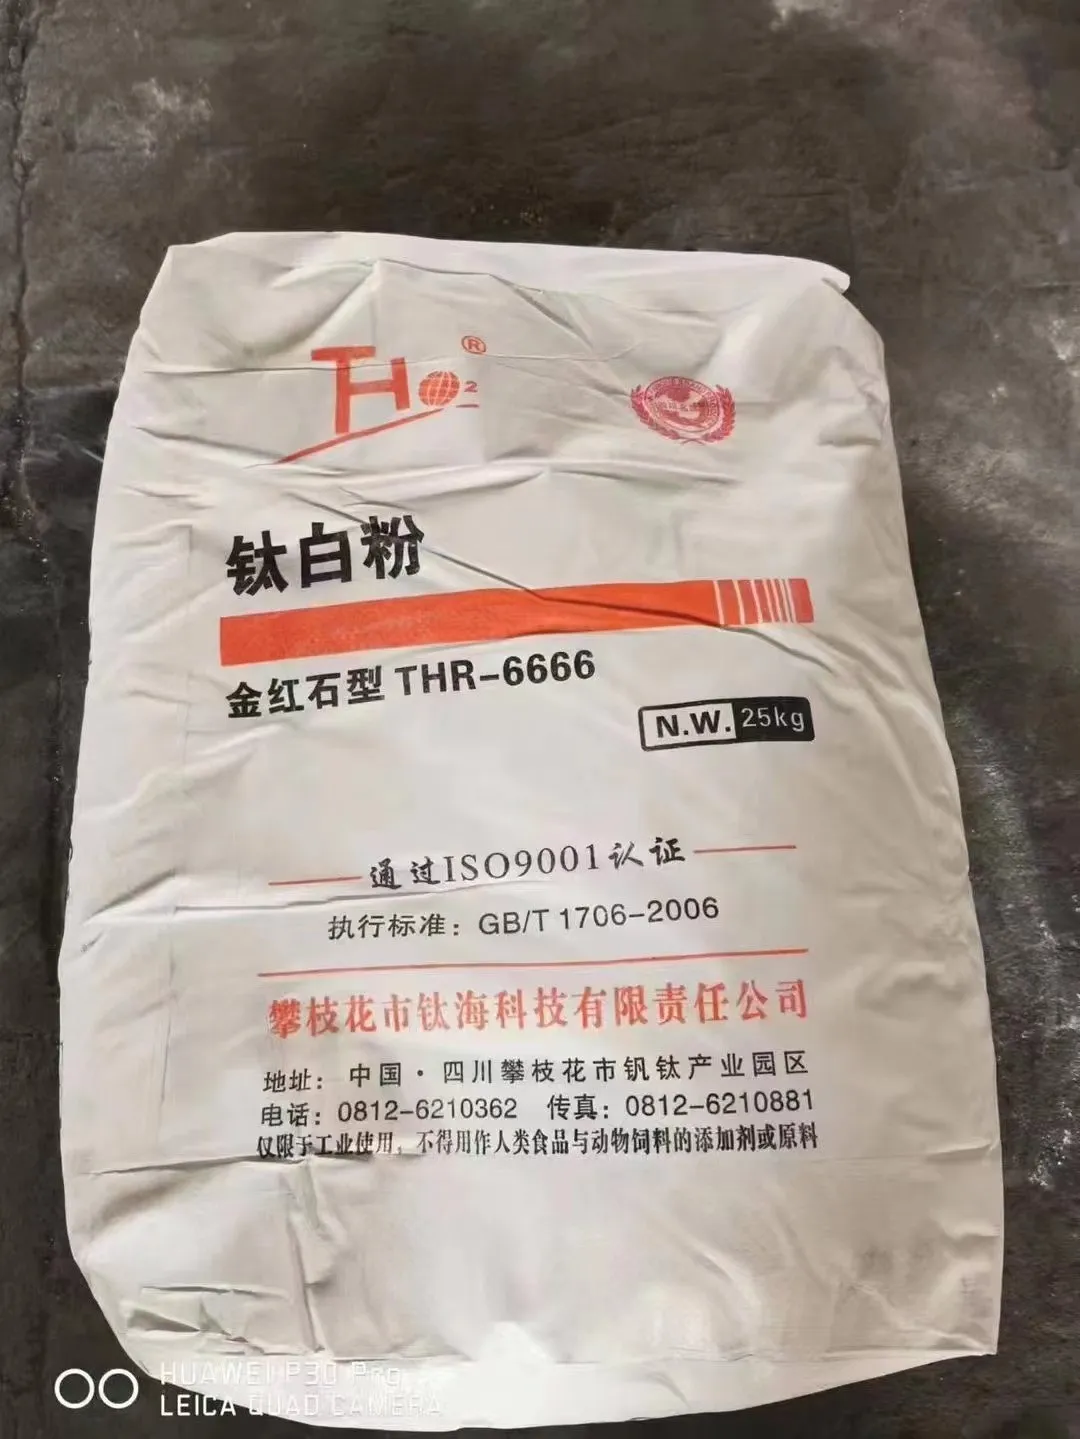 THO2®
钛白粉
金红石型 THR-6666
N.W. 25kg
通过ISO9001认证
执行标准：GB/T 1706-2006
攀枝花市钛海科技有限责任公司
地址：中国·四川攀枝花市钒钛产业园区
电话：0812-6210362 传真：0812-6210881
仅限于工业使用，不得用作人类食品与动物饲料的添加剂或原料
HUAWEI P30 Pro
LEICA QUAD CAMERA